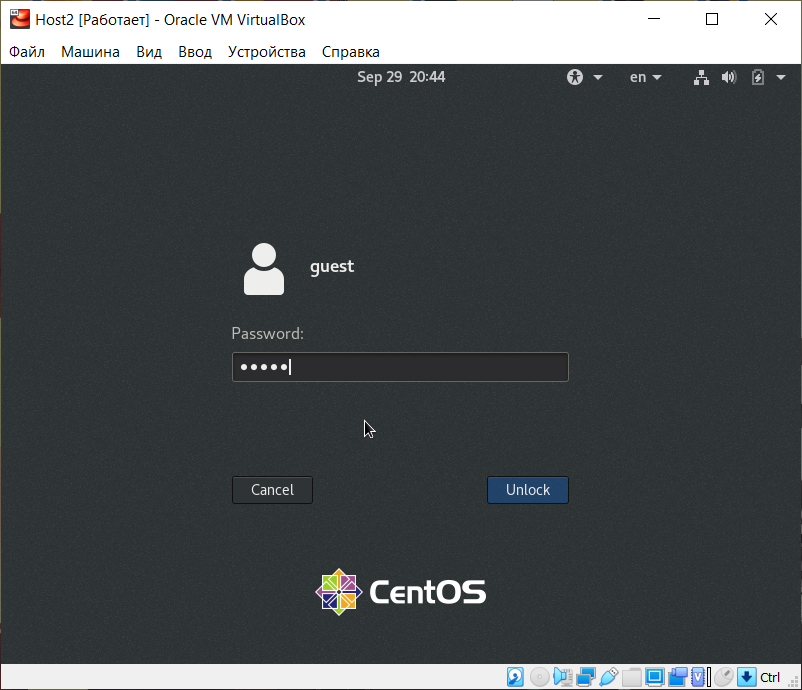 Host2 [Работает] - Oracle VM VirtualBox
Файл Машина Вид Ввод Устройства Справка
Sep 29 20:44
en
guest
Password:
Cancel
Unlock
CentOS
Ctrl